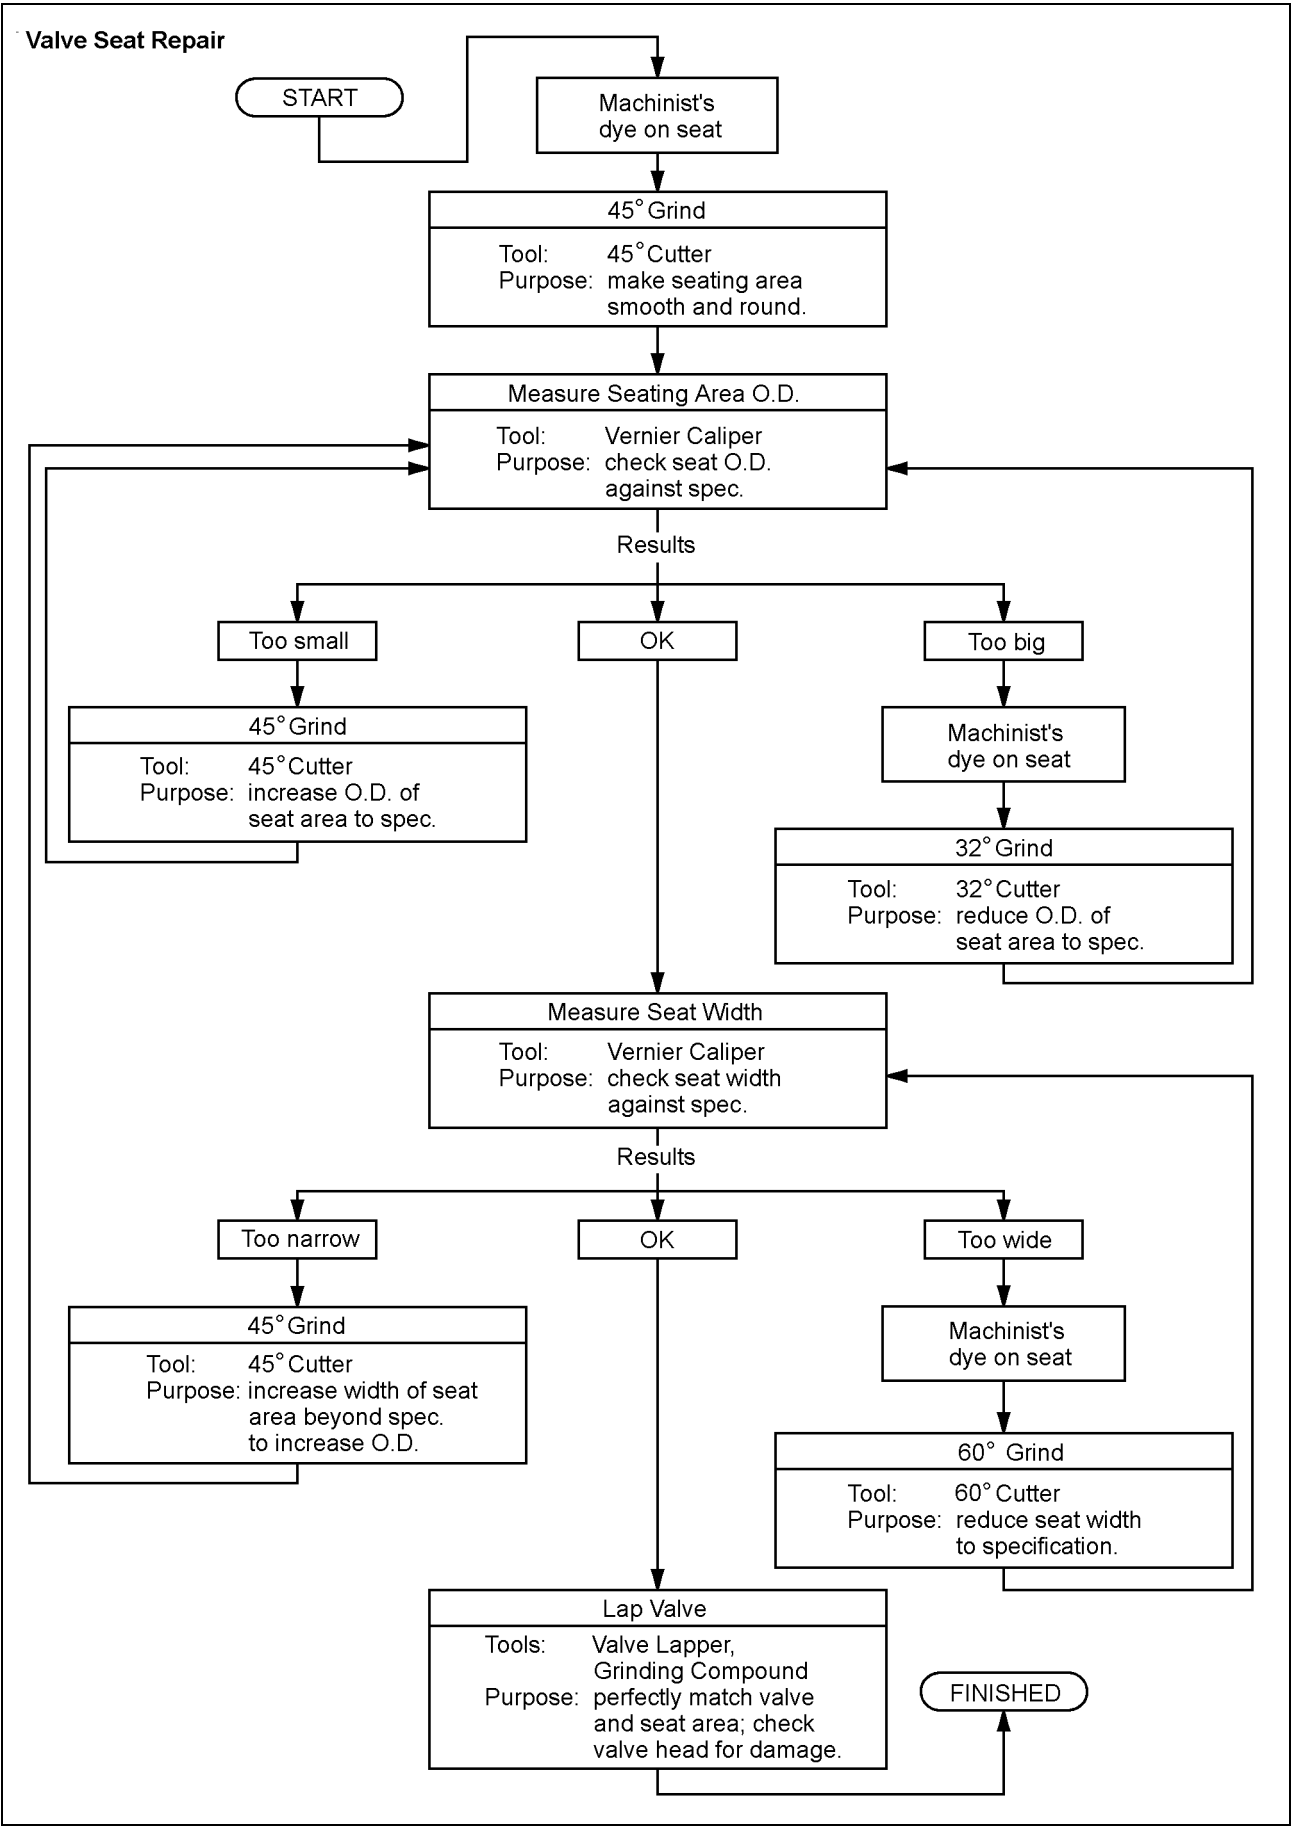 Valve Seat Repair
START
Machinist's
dye on seat
45° Grind
Tool: 45° Cutter
Purpose: make seating area
smooth and round.
Measure Seating Area O.D.
Tool: Vernier Caliper
Purpose: check seat O.D.
against spec.
Results
Too small
OK
Too big
45° Grind
Tool: 45° Cutter
Purpose: increase O.D. of
seat area to spec.
Machinist's
dye on seat
32° Grind
Tool: 32° Cutter
Purpose: reduce O.D. of
seat area to spec.
Measure Seat Width
Tool: Vernier Caliper
Purpose: check seat width
against spec.
Results
Too narrow
OK
Too wide
45° Grind
Tool: 45° Cutter
Purpose: increase width of seat
area beyond spec.
to increase O.D.
Machinist's
dye on seat
60° Grind
Tool: 60° Cutter
Purpose: reduce seat width
to specification.
Lap Valve
Tools: Valve Lapper,
Grinding Compound
Purpose: perfectly match valve
and seat area; check
valve head for damage.
FINISHED